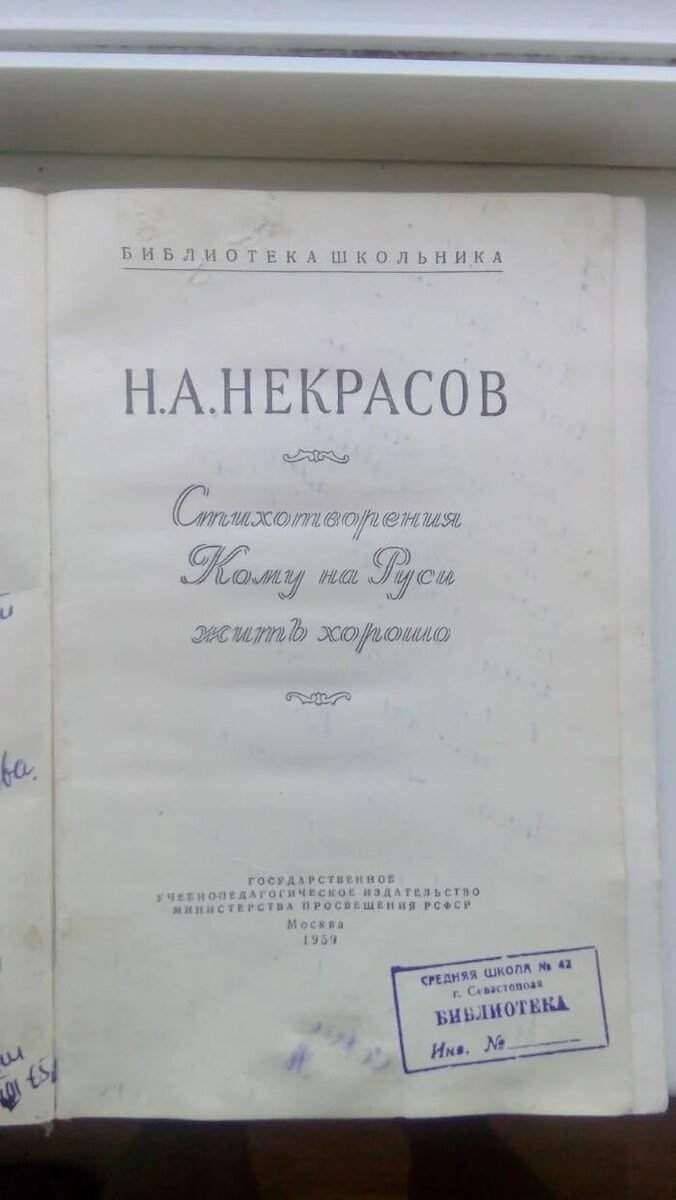 БИБЛИОТЕКА ШКОЛЬНИКА
Н.А.НЕКРАСОВ
Стихотворения
Кому на Руси
жить хорошо
ГОСУДАРСТВЕННОЕ
УЧЕБНО-ПЕДАГОГИЧЕСКОЕ ИЗДАТЕЛЬСТВО
МИНИСТЕРСТВА ПРОСВЕЩЕНИЯ РСФСР
Москва
1959
СРЕДНЯЯ ШКОЛА № 42
г. Севастополя
БИБЛИОТЕКА
Инв. №